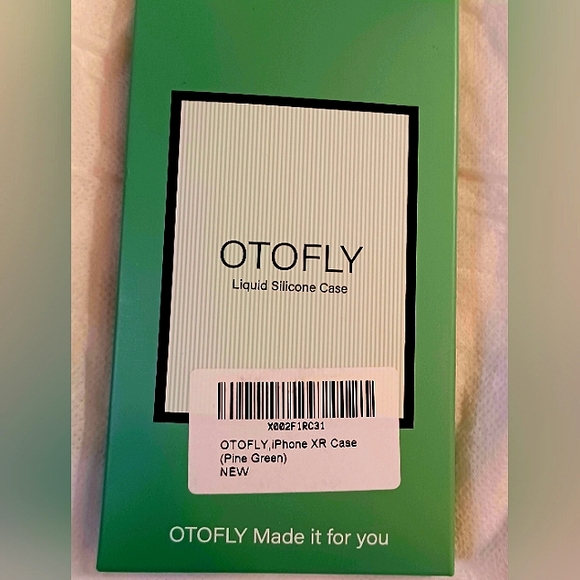 OTOFLY
Liquid Silicone Case
X002F1RC31
OTOFLY,iPhone XR Case
(Pine Green)
NEW
OTOFLY Made it for you